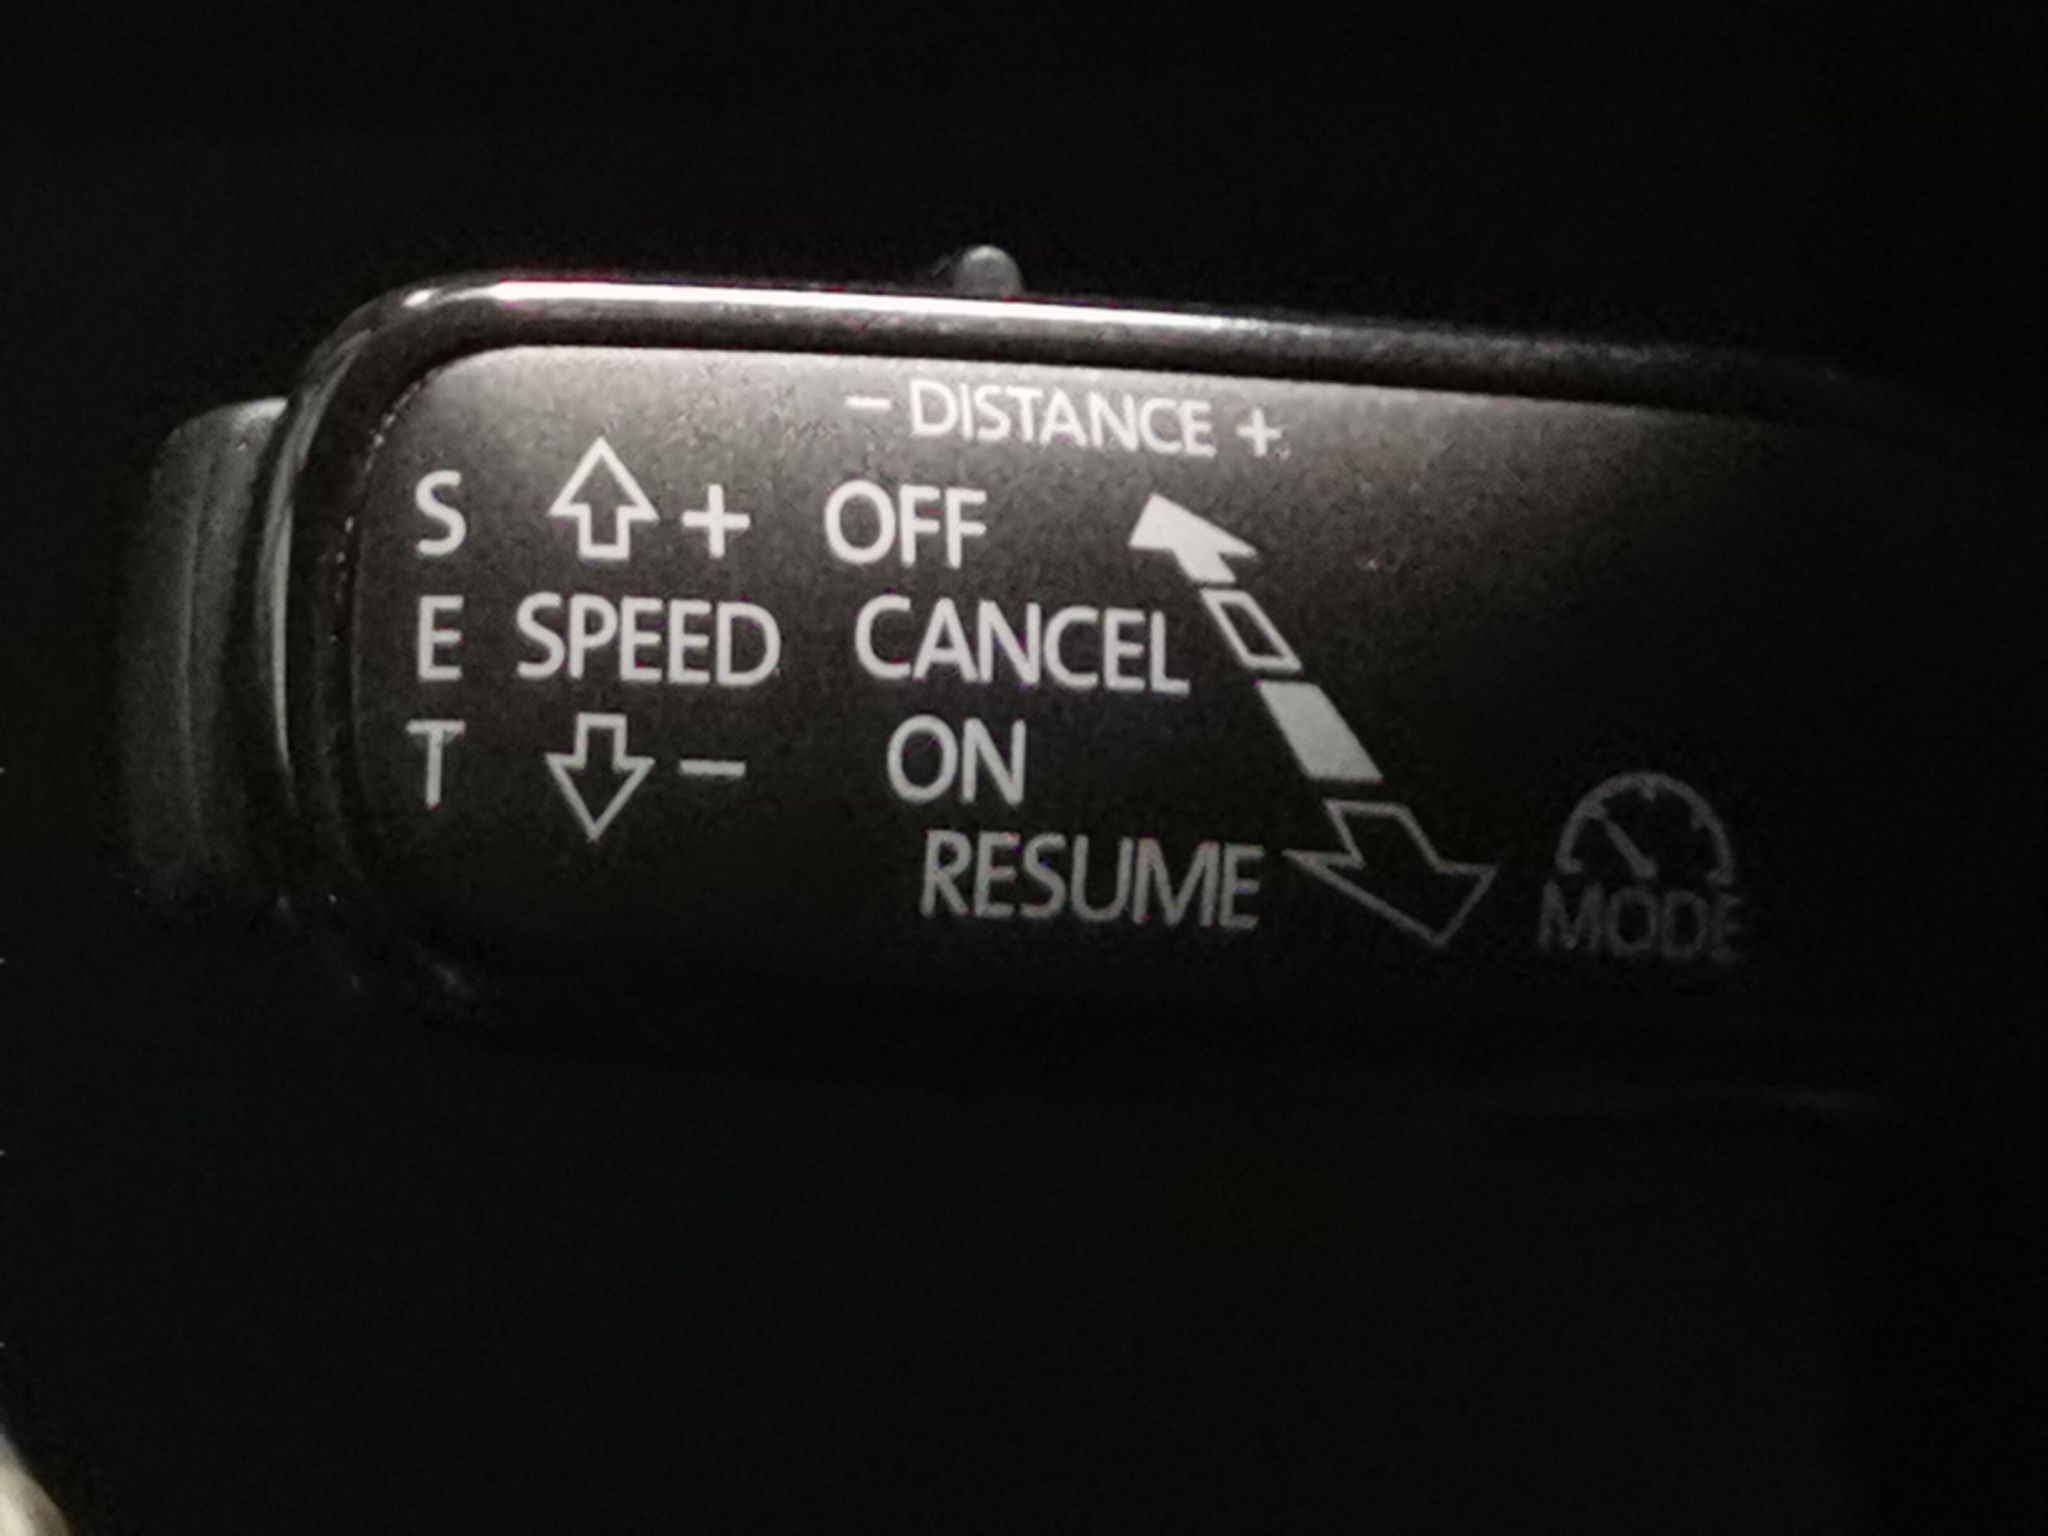 - DISTANCE +
S + OFF
E SPEED CANCEL
T - ON
RESUME
MODE